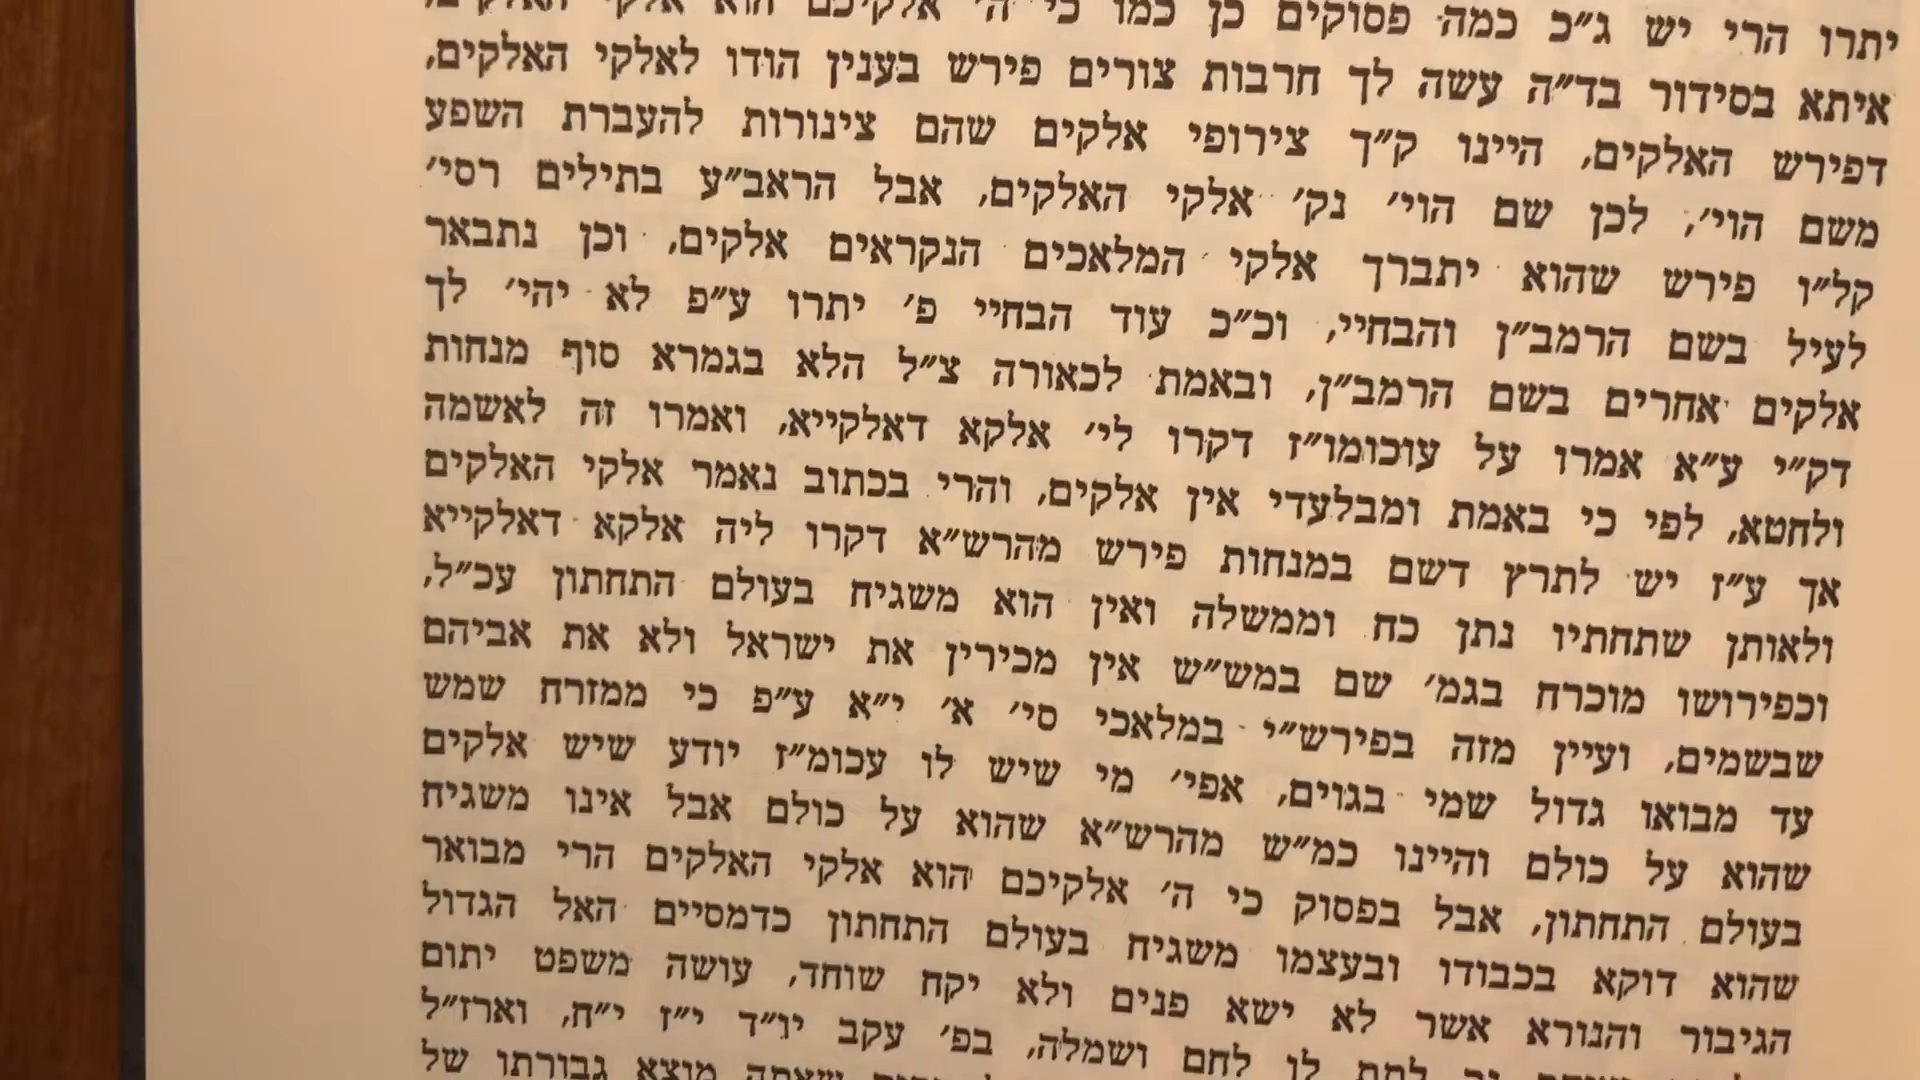 יתרו הרי יש ג״כ כמה פסוקים כן כמו כי ה׳ אלקיכם הוא אלקי האלקים,
איתא בסידור בד״ה עשה לך חרבות צורים פירש בענין הודו לאלקי האלקים,
דפירש האלקים, היינו ק״ך צירופי אלקים שהם צינורות להעברת השפע
משם הוי׳, לכן שם הוי׳ נק׳ אלקי האלקים, אבל הראב״ע בתילים רסי׳
קל״ו פירש שהוא יתברך אלקי המלאכים הנקראים אלקים, וכן נתבאר
לעיל בשם הרמב״ן והבחיי, וכ״כ עוד הבחיי פ׳ יתרו ע״פ לא יהי׳ לך
אלקים אחרים בשם הרמב״ן, ובאמת לכאורה צ״ל הלא בגמרא סוף מנחות
דק״י ע״א אמרו על עוכומו״ז דקרו לי׳ אלקא דאלקייא, ואמרו זה לאשמה
ולחטא, לפי כי באמת ומבלעדי אין אלקים, והרי בכתוב נאמר אלקי האלקים
אך ע״ז יש לתרץ דשם במנחות פירש מהרש״א דקרו ליה אלקא דאלקייא
ולאותן שתחתיו נתן כח וממשלה ואין הוא משגיח בעולם התחתון עכ״ל,
וכפירושו מוכרח בגמ׳ שם במש״ש אין מכירין את ישראל ולא את אביהם
שבשמים, ועיין מזה בפירש״י במלאכי סי׳ א׳ י״א ע״פ כי ממזרח שמש
עד מבואו גדול שמי בגוים, אפי׳ מי שיש לו עכומ״ז יודע שיש אלקים
שהוא על כולם והיינו כמ״ש מהרש״א שהוא על כולם אבל אינו משגיח
בעולם התחתון, אבל בפסוק כי ה׳ אלקיכם הוא אלקי האלקים הרי מבואר
שהוא דוקא בכבודו ובעצמו משגיח בעולם התחתון כדמסיים האל הגדול
הגיבור והנורא אשר לא ישא פנים ולא יקח שוחד, עושה משפט יתום
לתת לו לחם ושמלה, בפ׳ עקב יו״ד י״ז י״ח, וארז״ל
מוצא גבורתו של